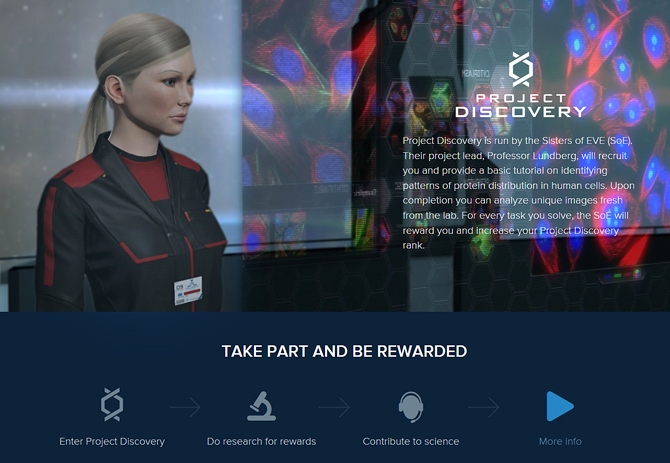 PROJECT
DISCOVERY
Project Discovery is run by the Sisters of EVE (SoE).
Their project lead, Professor Lundberg, will recruit
you and provide a basic tutorial on identifying
patterns of protein distribution in human cells. Upon
completion you can analyze unique images fresh
from the lab. For every task you solve, the SoE will
reward you and increase your Project Discovery
rank.
TAKE PART AND BE REWARDED
Enter Project Discovery
Do research for rewards
Contribute to science
More info